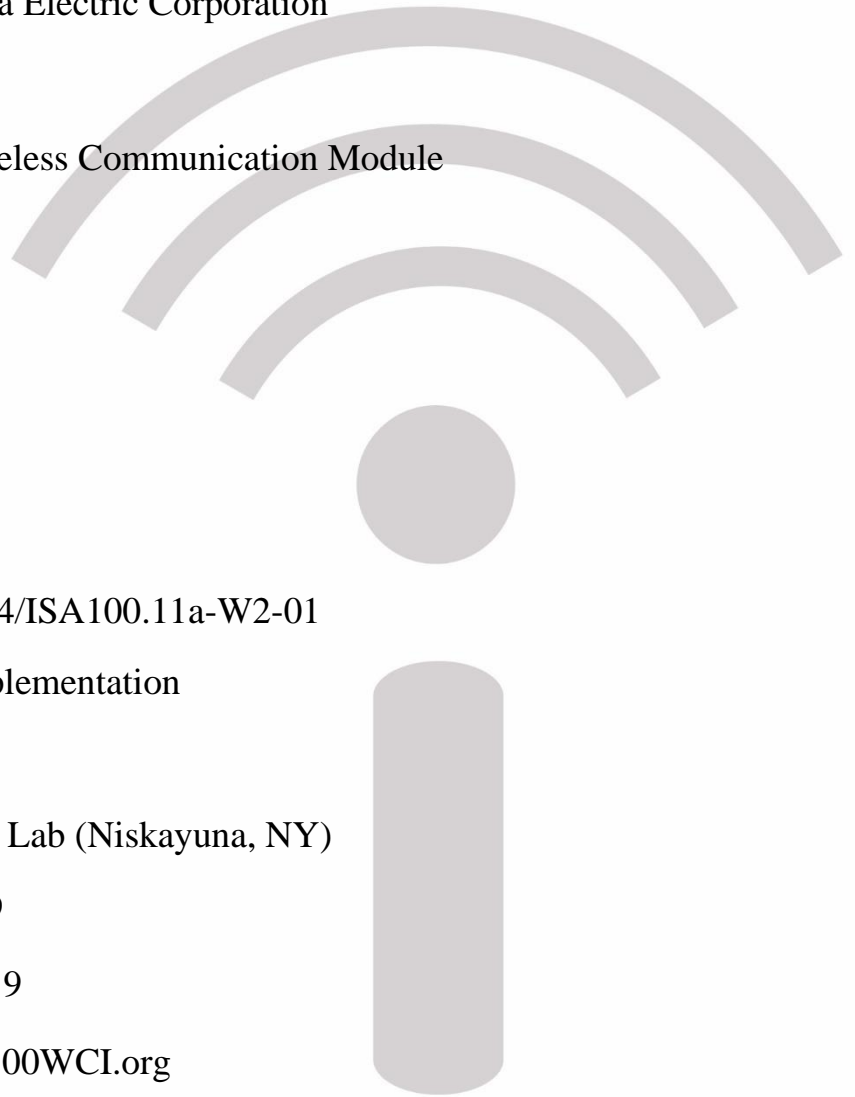 a Electric Corporation
eless Communication Module
4/ISA100.11a-W2-01
plementation
Lab (Niskayuna, NY)
9
00WCI.org